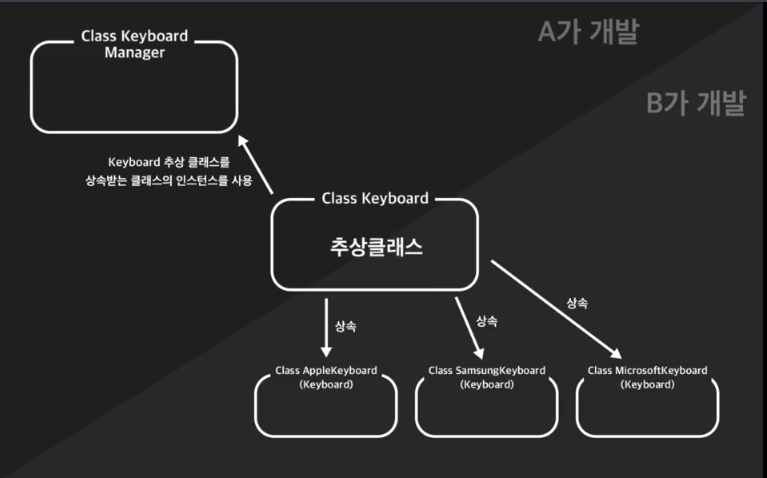 Class Keyboard
Manager
A가 개발
B가 개발
Keyboard 추상 클래스를
상속받는 클래스의 인스턴스를 사용
Class Keyboard
추상클래스
상속
상속
상속
Class AppleKeyboard
(Keyboard)
Class SamsungKeyboard
(Keyboard)
Class MicrosoftKeyboard
(Keyboard)